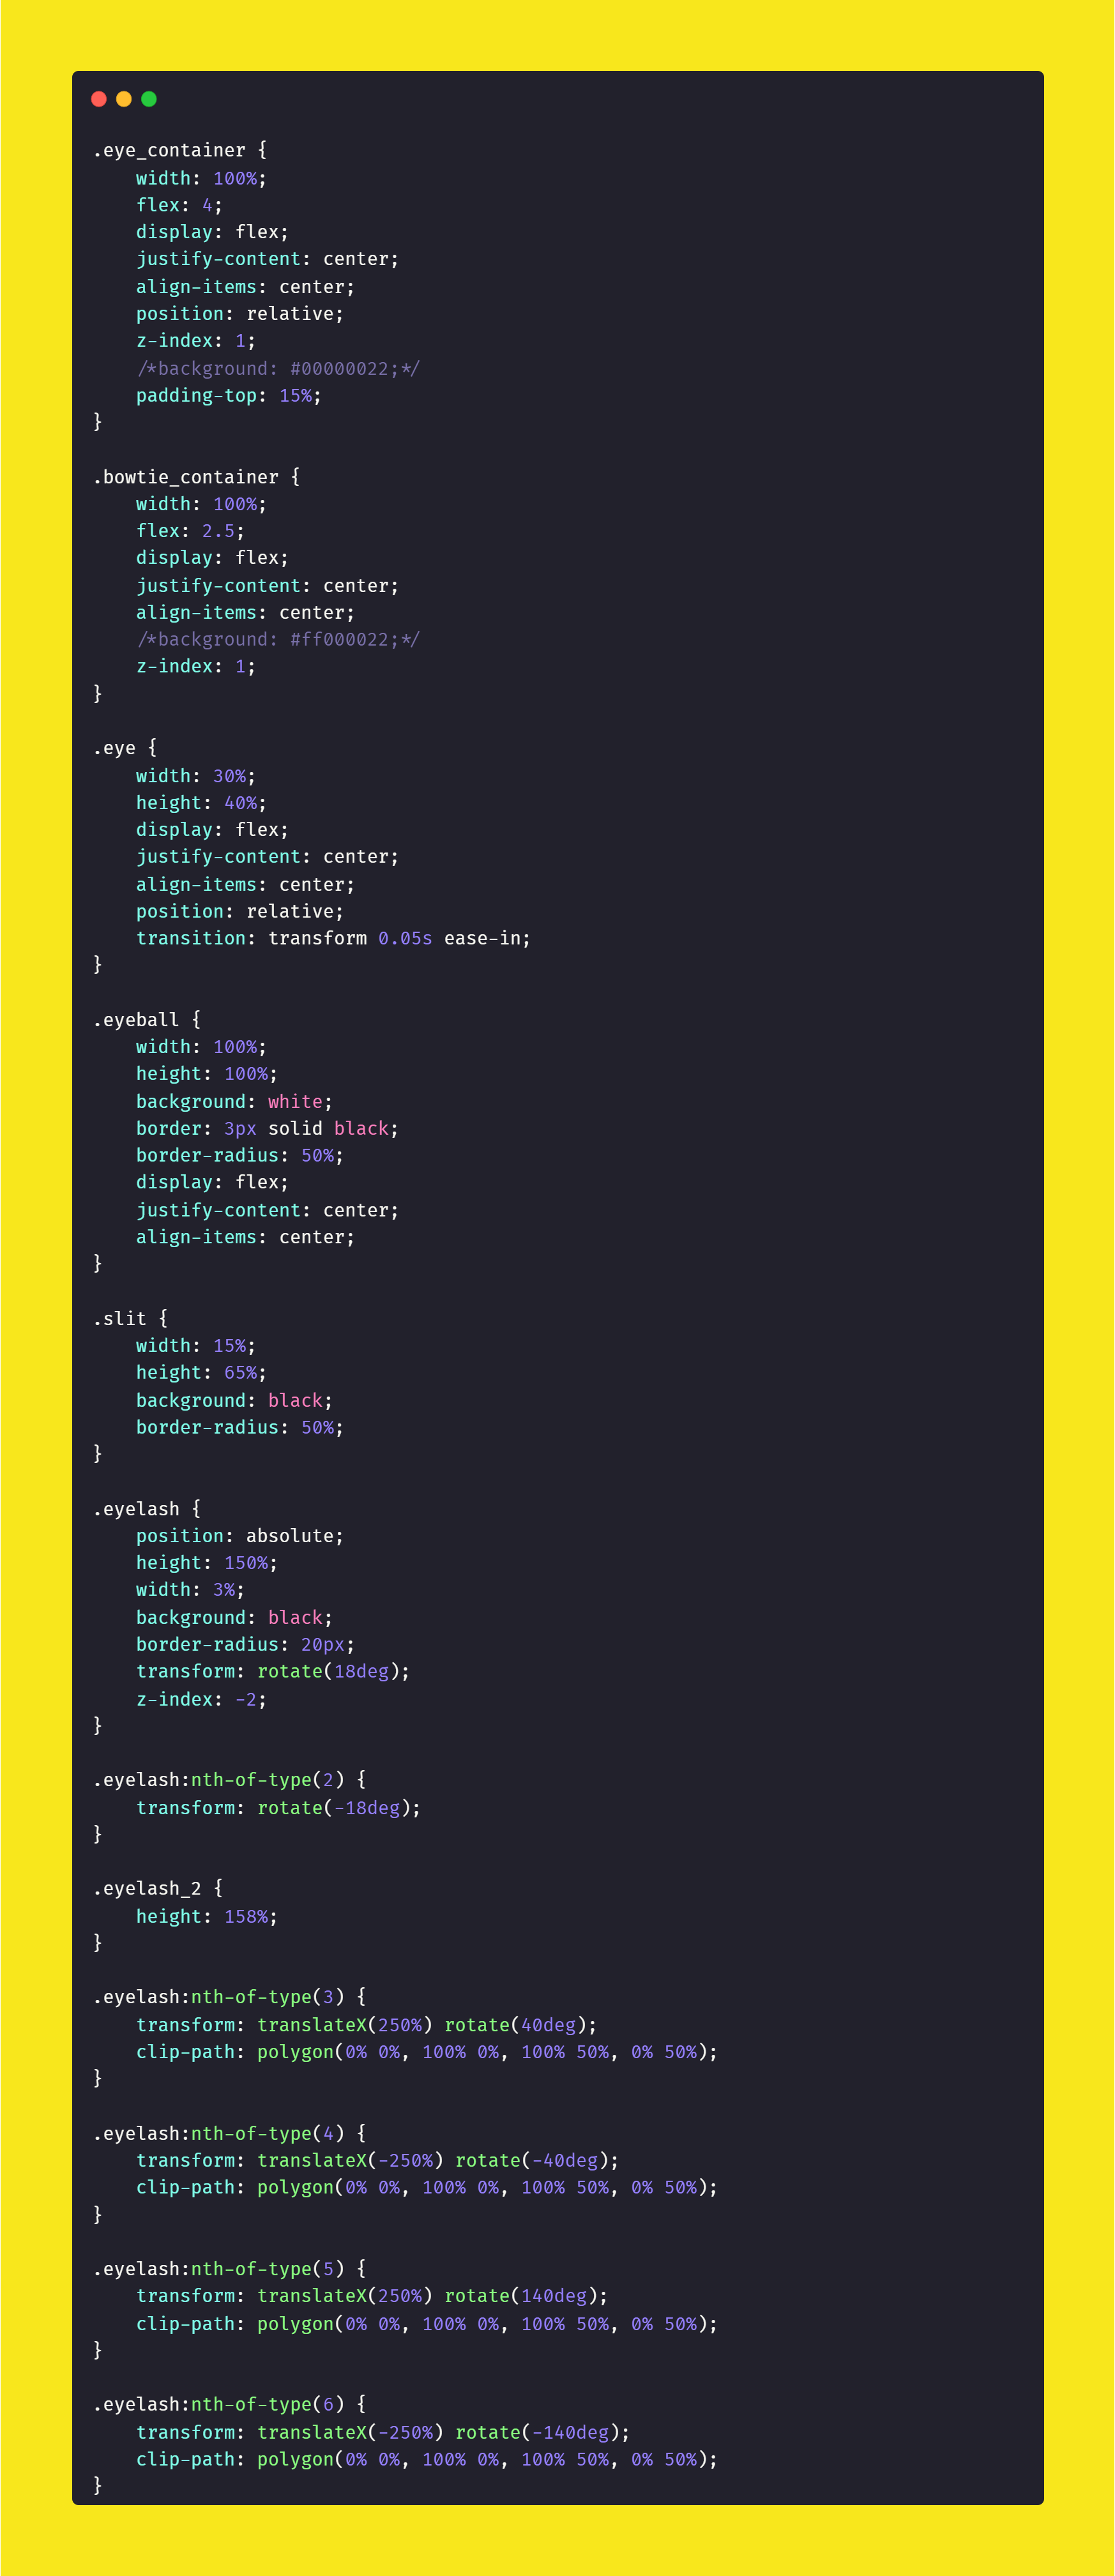 .eye_container {
    width: 100%;
    flex: 4;
    display: flex;
    justify-content: center;
    align-items: center;
    position: relative;
    z-index: 1;
    /*background: #00000022;*/
    padding-top: 15%;
}

.bowtie_container {
    width: 100%;
    flex: 2.5;
    display: flex;
    justify-content: center;
    align-items: center;
    /*background: #ff000022;*/
    z-index: 1;
}

.eye {
    width: 30%;
    height: 40%;
    display: flex;
    justify-content: center;
    align-items: center;
    position: relative;
    transition: transform 0.05s ease-in;
}

.eyeball {
    width: 100%;
    height: 100%;
    background: white;
    border: 3px solid black;
    border-radius: 50%;
    display: flex;
    justify-content: center;
    align-items: center;
}

.slit {
    width: 15%;
    height: 65%;
    background: black;
    border-radius: 50%;
}

.eyelash {
    position: absolute;
    height: 150%;
    width: 3%;
    background: black;
    border-radius: 20px;
    transform: rotate(18deg);
    z-index: -2;
}

.eyelash:nth-of-type(2) {
    transform: rotate(-18deg);
}

.eyelash_2 {
    height: 158%;
}

.eyelash:nth-of-type(3) {
    transform: translateX(250%) rotate(40deg);
    clip-path: polygon(0% 0%, 100% 0%, 100% 50%, 0% 50%);
}

.eyelash:nth-of-type(4) {
    transform: translateX(-250%) rotate(-40deg);
    clip-path: polygon(0% 0%, 100% 0%, 100% 50%, 0% 50%);
}

.eyelash:nth-of-type(5) {
    transform: translateX(250%) rotate(140deg);
    clip-path: polygon(0% 0%, 100% 0%, 100% 50%, 0% 50%);
}

.eyelash:nth-of-type(6) {
    transform: translateX(-250%) rotate(-140deg);
    clip-path: polygon(0% 0%, 100% 0%, 100% 50%, 0% 50%);
}